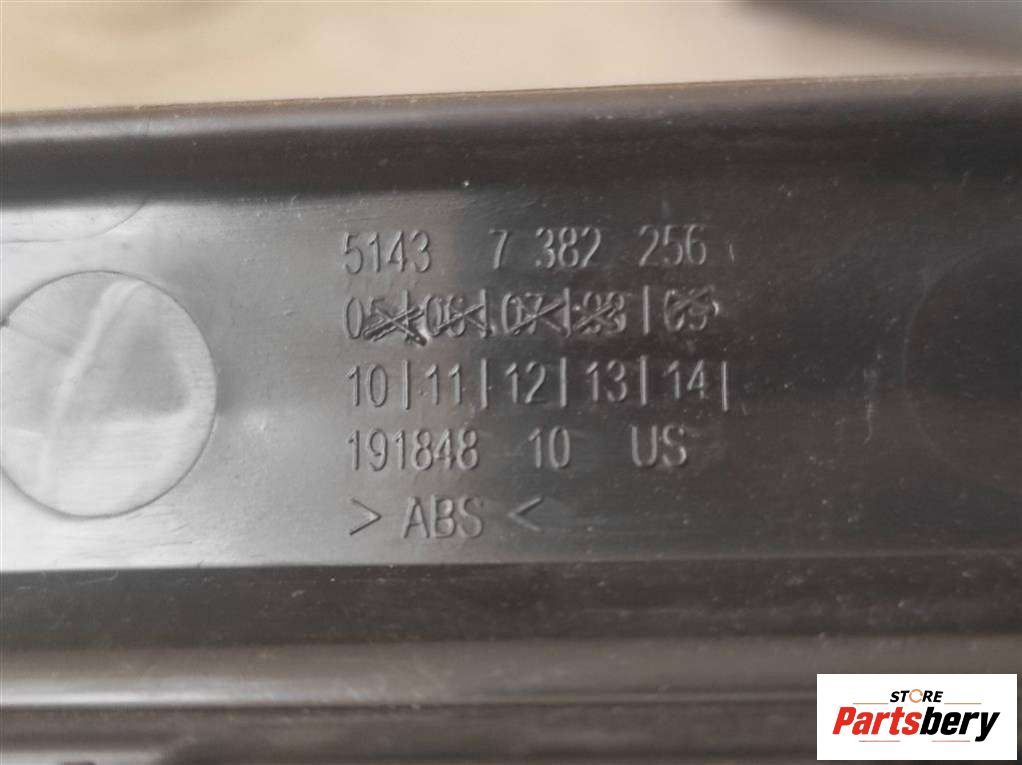 5143 7 382 256
05|06|07|08|09
10|11|12|13|14|
191848 10 US
> ABS <
STORE
Partsbery